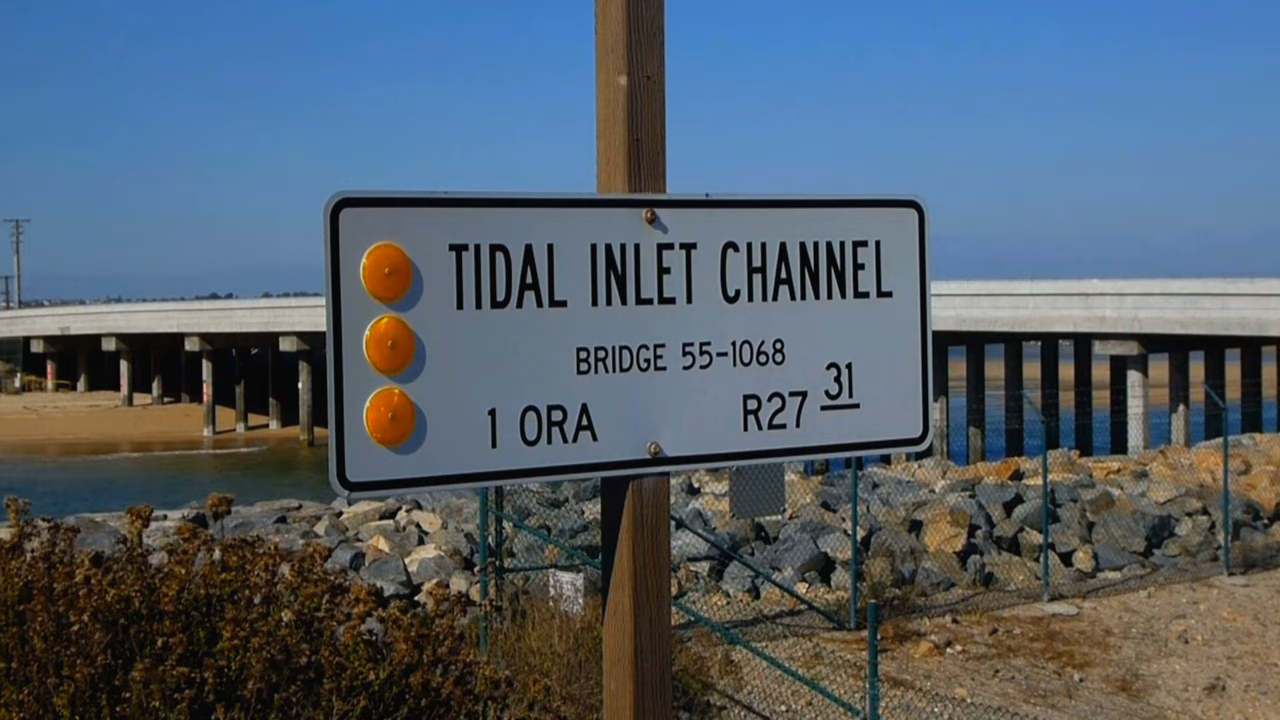 TIDAL INLET CHANNEL
BRIDGE 55-1068
1 ORA R27 31